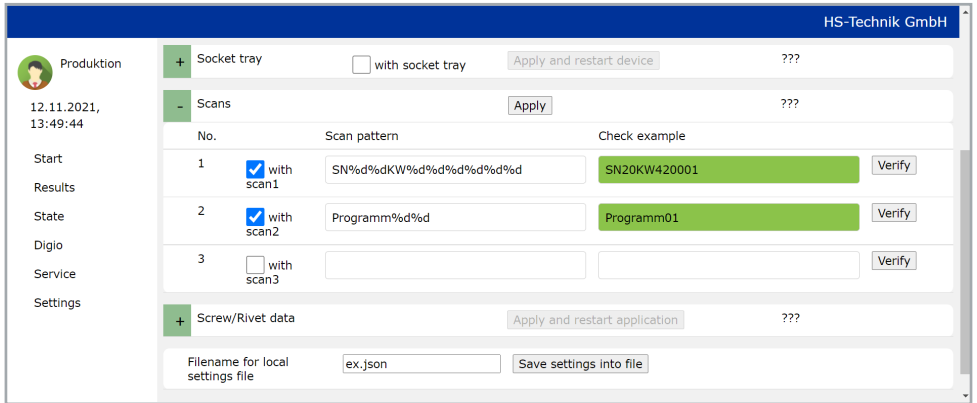 HS-Technik GmbH
Produktion
12.11.2021,
13:49:44
Start
Results
State
Digio
Service
Settings
+ Socket tray with socket tray Apply and restart device ???
- Scans Apply ???
No. Scan pattern Check example
1 with scan1 SN%d%dKW%d%d%d%d%d%d SN20KW420001 Verify
2 with scan2 Programm%d%d Programm01 Verify
3 with scan3 Verify
+ Screw/Rivet data Apply and restart application ???
Filename for local
settings file
ex.json Save settings into file